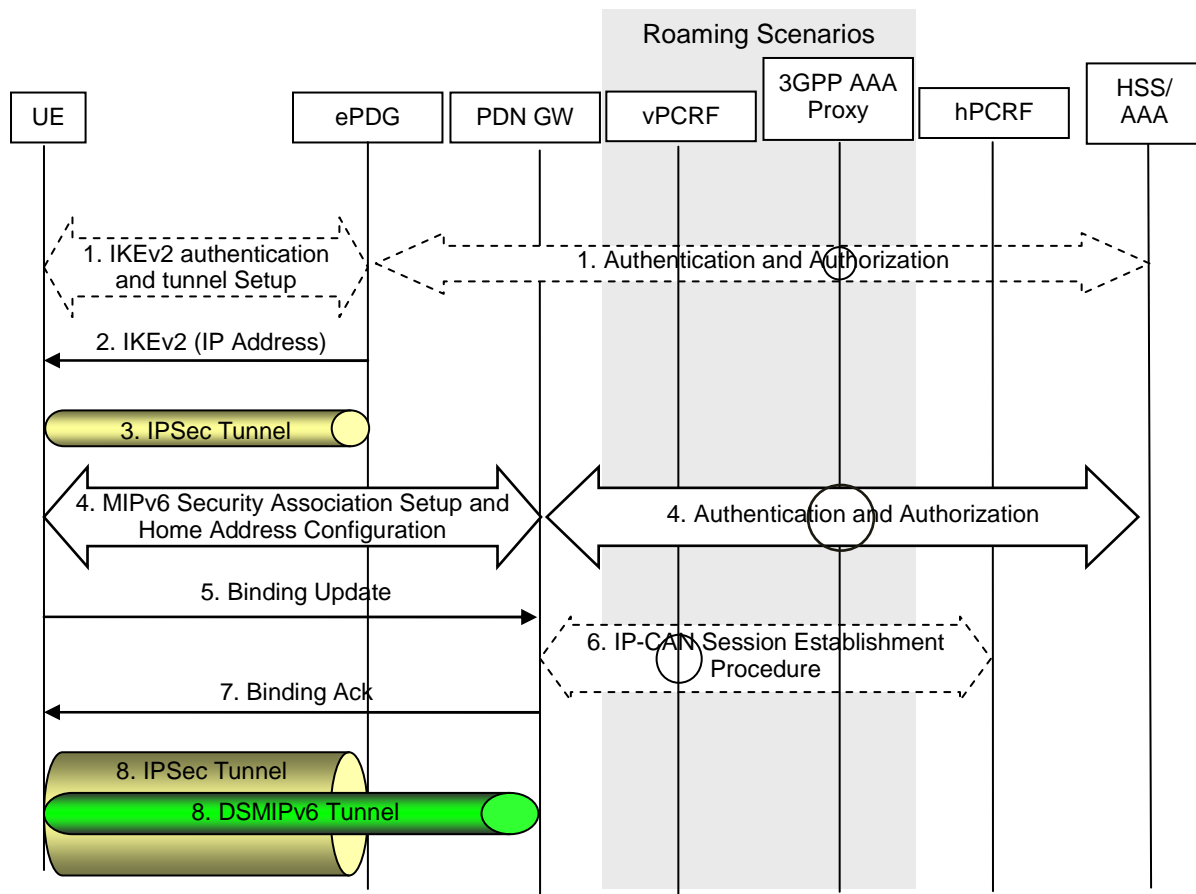 Roaming Scenarios
UE
ePDG
PDN GW
vPCRF
3GPP AAA
Proxy
hPCRF
HSS/
AAA
1. IKEv2 authentication
and tunnel Setup
1. Authentication and Authorization
2. IKEv2 (IP Address)
3. IPSec Tunnel
4. MIPv6 Security Association Setup and
Home Address Configuration
4. Authentication and Authorization
5. Binding Update
6. IP-CAN Session Establishment
Procedure
7. Binding Ack
8. IPSec Tunnel
8. DSMIPv6 Tunnel